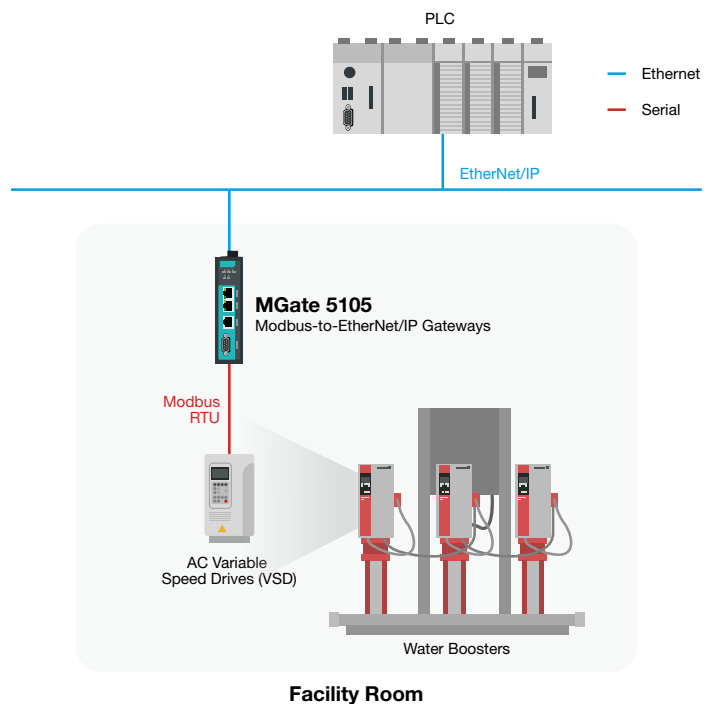 PLC
Ethernet
Serial
EtherNet/IP
MGate 5105
Modbus-to-EtherNet/IP Gateways
Modbus
RTU
AC Variable
Speed Drives (VSD)
Water Boosters
Facility Room